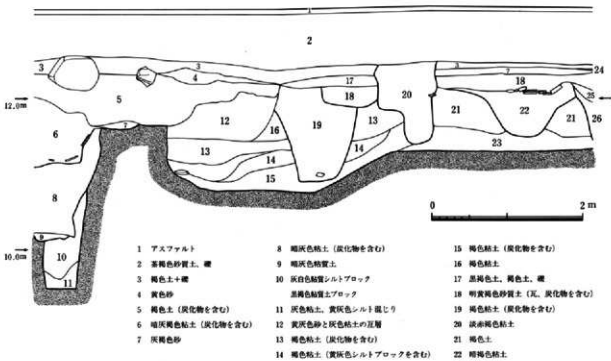 1
2
3
3
3
24
4
7
17
18
18
25
12.0m
5
20
12
19
13
21
22
21
26
6
7
16
13
14
23
14
15
8
0
2 m
9
10.0m
10
11
1 アスファルト
2 茶褐色砂質土、礫
3 褐色土＋礫
4 黄色砂
5 褐色土（炭化物を含む）
6 暗灰褐色粘土（炭化物を含む）
7 灰褐色砂
8 暗灰色粘土（炭化物を含む）
9 暗灰色粘質土
10 灰白色粘質シルトブロック
黒褐色粘質土ブロック
11 灰色粘土、黄灰色シルト混じり
12 黄灰色砂と灰色粘土の互層
13 褐色粘土（炭化物を含む）
14 褐色粘土（黄灰色シルトブロックを含む）
15 褐色粘土（炭化物を含む）
16 褐色粘土
17 黒褐色土、褐色土、礫
18 明黄褐色砂質土（瓦、炭化物を含む）
19 褐色粘土（炭化物を含む）
20 淡赤褐色粘土
21 褐色土
22 暗褐色粘土